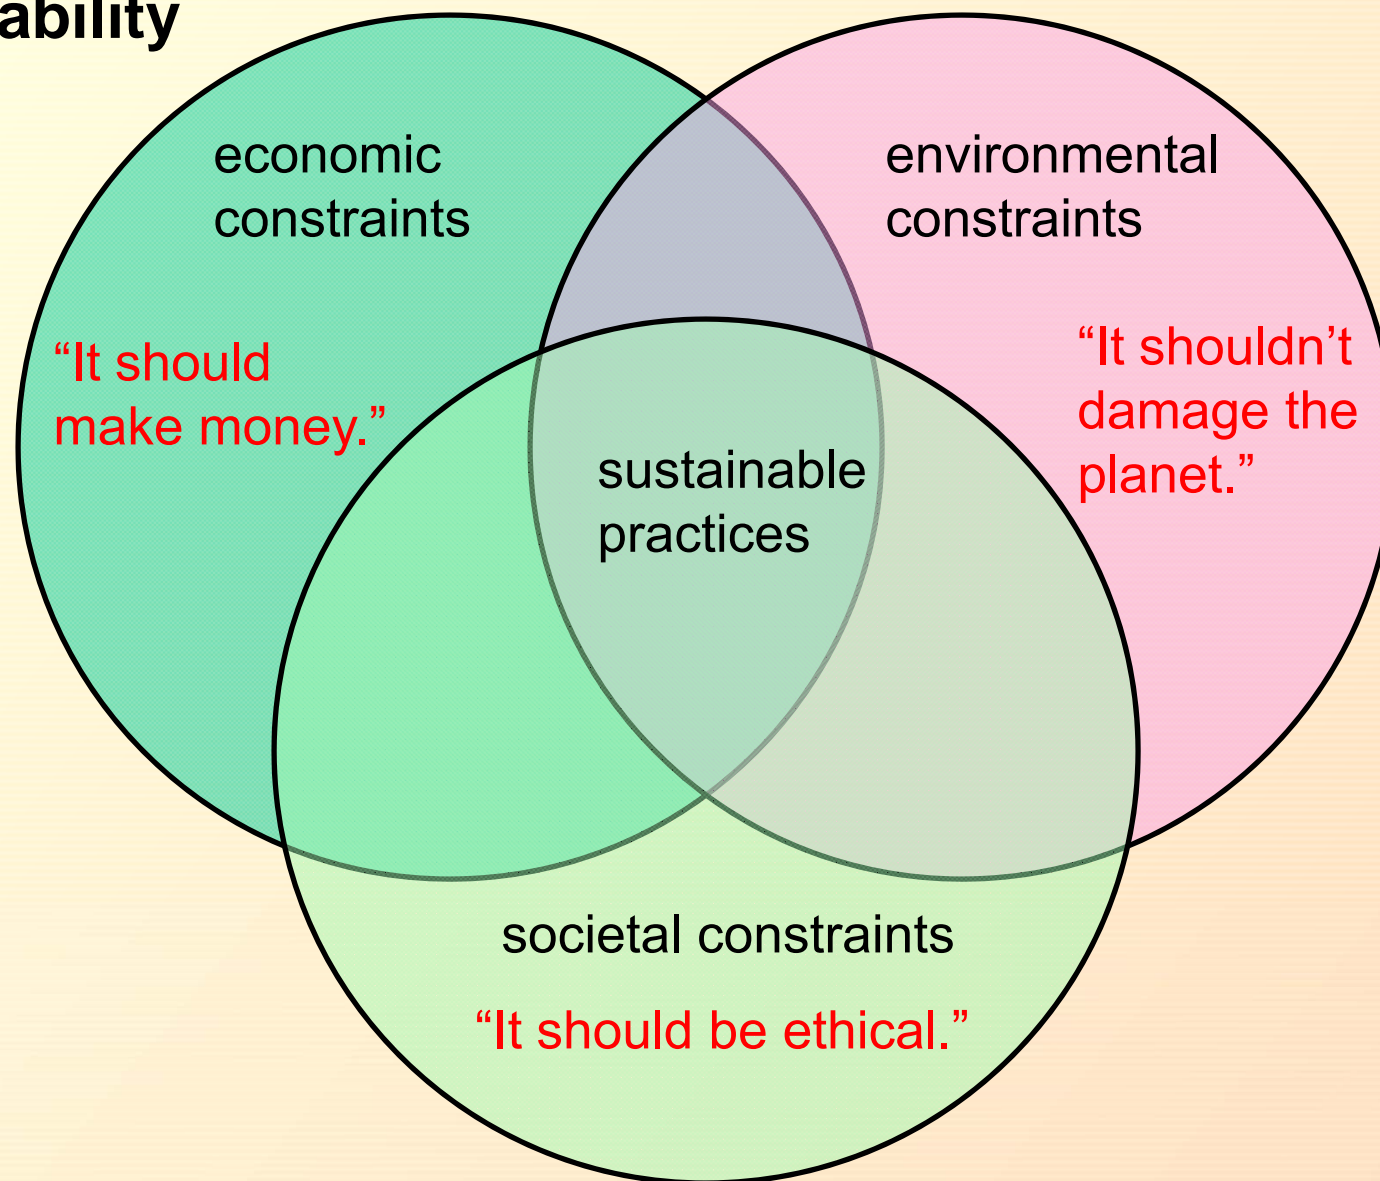 ability
economic
constraints
environmental
constraints
“It should
make money.”
“It shouldn’t
damage the
planet.”
sustainable
practices
societal constraints
“It should be ethical.”